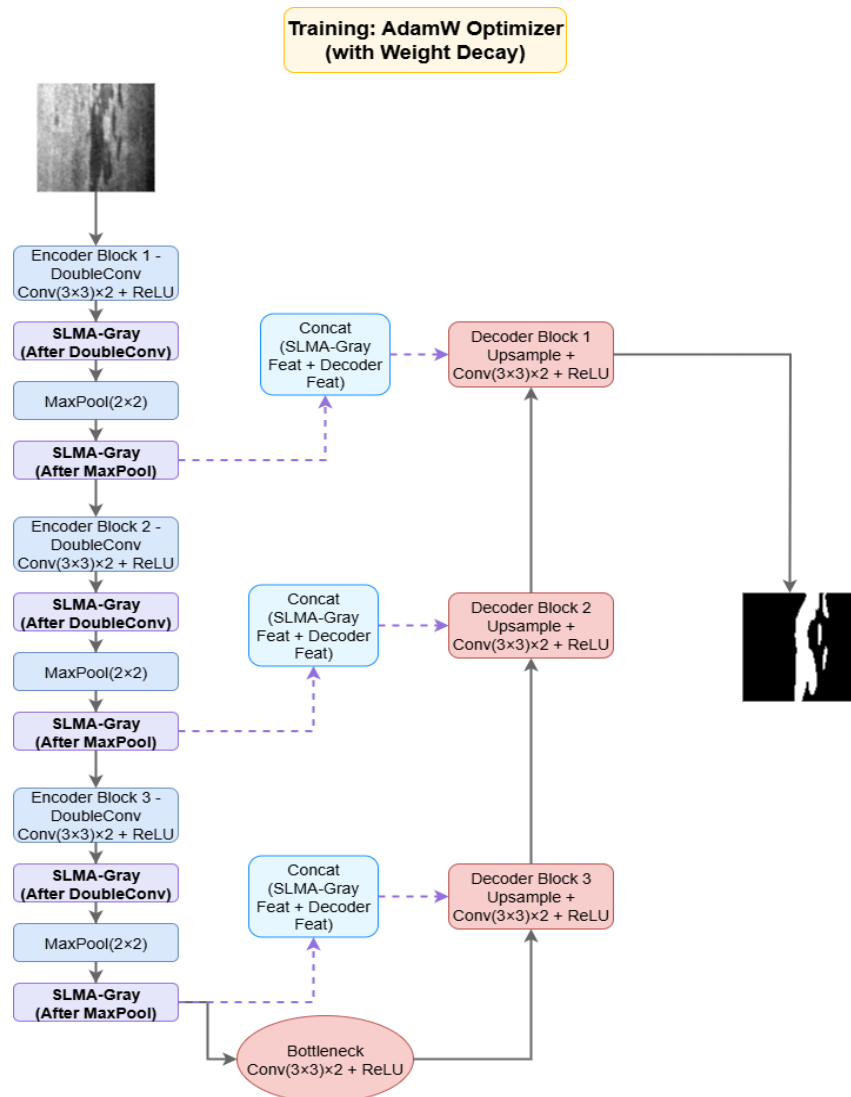 Training: AdamW Optimizer
(with Weight Decay)
Encoder Block 1 -
DoubleConv
Conv(3×3)×2 + ReLU
SLMA-Gray
(After DoubleConv)
MaxPool(2×2)
SLMA-Gray
(After MaxPool)
Encoder Block 2 -
DoubleConv
Conv(3×3)×2 + ReLU
SLMA-Gray
(After DoubleConv)
MaxPool(2×2)
SLMA-Gray
(After MaxPool)
Encoder Block 3 -
DoubleConv
Conv(3×3)×2 + ReLU
SLMA-Gray
(After DoubleConv)
MaxPool(2×2)
SLMA-Gray
(After MaxPool)
Concat
(SLMA-Gray
Feat + Decoder
Feat)
Concat
(SLMA-Gray
Feat + Decoder
Feat)
Concat
(SLMA-Gray
Feat + Decoder
Feat)
Bottleneck
Conv(3×3)×2 + ReLU
Decoder Block 1
Upsample +
Conv(3×3)×2 + ReLU
Decoder Block 2
Upsample +
Conv(3×3)×2 + ReLU
Decoder Block 3
Upsample +
Conv(3×3)×2 + ReLU